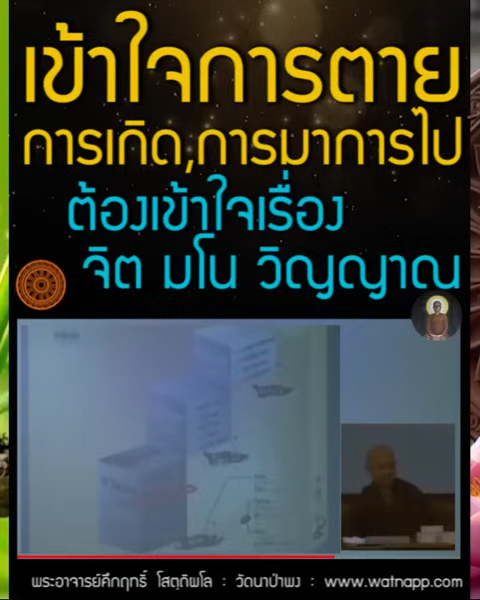 เข้าใจการตาย
การเกิด,การมาการไป
ต้องเข้าใจเรื่อง
จิต มโน วิญญาณ
พระอาจารย์คึกฤทธิ์ โสตฺถิผโล : วัดนาป่าพง : www.watnapp.com